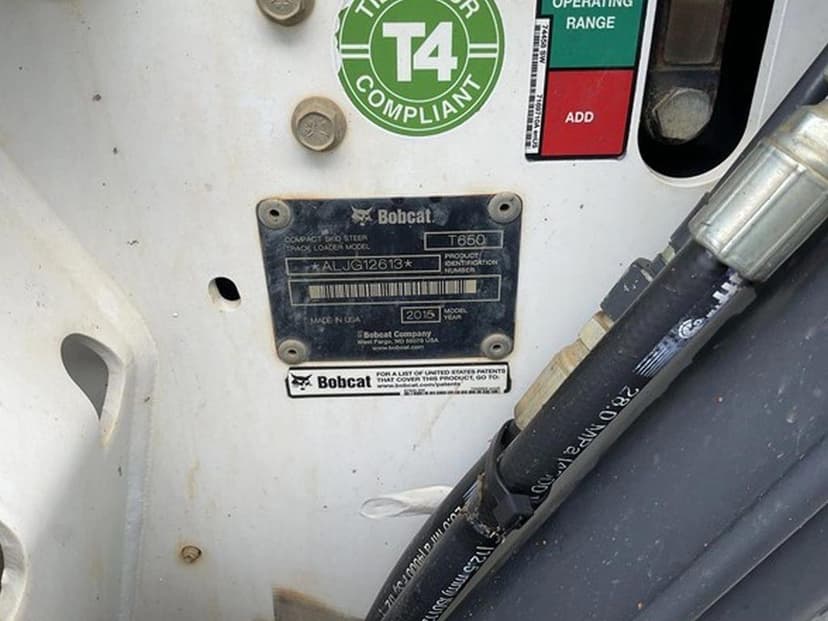 T4
COMPLIANT
OPERATING
RANGE
ADD
Bobcat
COMPACT SKID STEER
TRACK LOADER MODEL
T650
*ALJG12613*
PRODUCT
IDENTIFICATION
NUMBER
MADE IN USA
2015
MODEL
YEAR
Bobcat Company
West Fargo, ND 58078 USA
www.bobcat.com
Bobcat
FOR A LIST OF UNITED STATES PATENTS
THAT COVER THIS PRODUCT, GO TO:
www.bobcat.com/patents
28.0 MPa